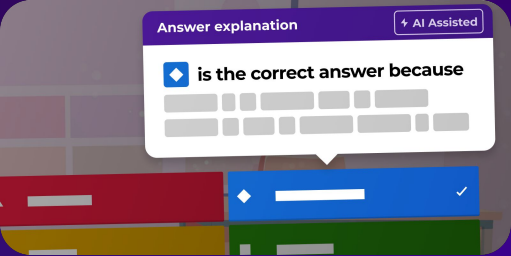 Answer explanation
AI Assisted
is the correct answer because